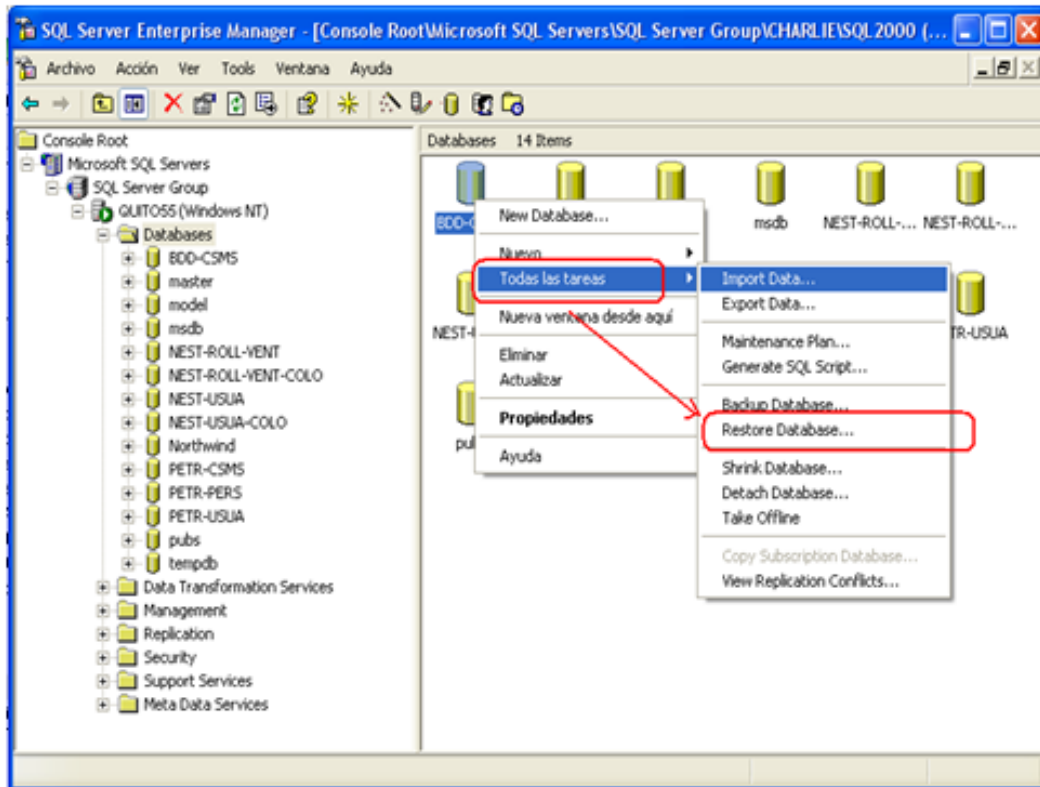 SQL Server Enterprise Manager - [Console Root\Microsoft SQL Servers\SQL Server Group\CHARLIE\SQL2000 (...
Archivo Acción Ver Tools Ventana Ayuda
Console Root
Microsoft SQL Servers
SQL Server Group
QUITO55 (Windows NT)
Databases
BDD-CSMS
master
model
msdb
NEST-ROLL-VENT
NEST-ROLL-VENT-COLO
NEST-USUA
NEST-USUA-COLO
Northwind
PETR-CSMS
PETR-PERS
PETR-USUA
pubs
tempdb
Data Transformation Services
Management
Replication
Security
Support Services
Meta Data Services
Databases 14 Items
msdb NEST-ROLL-... NEST-ROLL-...
New Database...
Nuevo
Todas las tareas
Nueva ventana desde aquí
Eliminar
Actualizar
Propiedades
Ayuda
Import Data...
Export Data...
Maintenance Plan...
Generate SQL Script...
Backup Database...
Restore Database...
Shrink Database...
Detach Database...
Take Offline
Copy Subscription Database...
View Replication Conflicts...